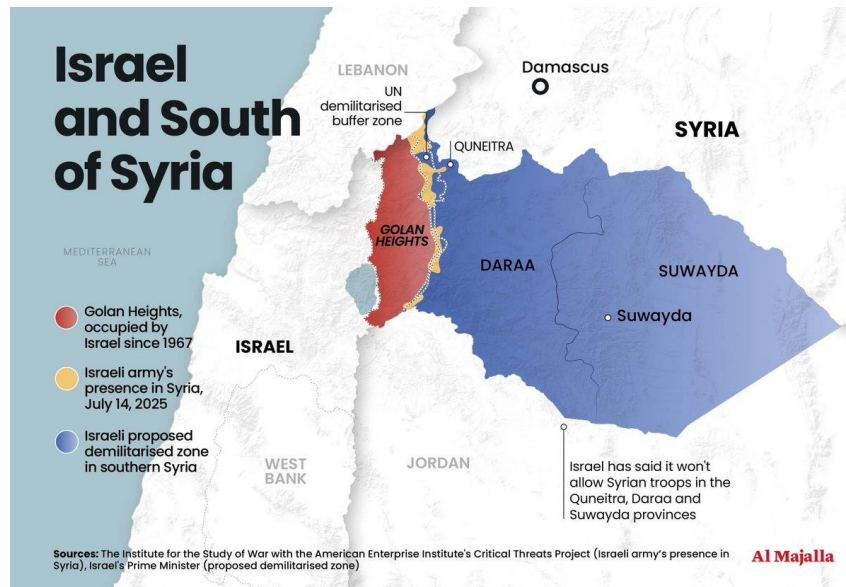 Israel
and South
of Syria
LEBANON
UN
demilitarised
buffer zone
Damascus
SYRIA
QUNEITRA
MEDITERRANEAN
SEA
GOLAN
HEIGHTS
DARAA
SUWAYDA
Suwayda
Golan Heights,
occupied by
Israel since 1967
ISRAEL
Israeli army's
presence in Syria,
July 14, 2025
Israeli proposed
demilitarised zone
in southern Syria
WEST
BANK
JORDAN
Israel has said it won't
allow Syrian troops in the
Quneitra, Daraa and
Suwayda provinces
Sources: The Institute for the Study of War with the American Enterprise Institute's Critical Threats Project (Israeli army's presence in
Syria), Israel's Prime Minister (proposed demilitarised zone)
Al Majalla